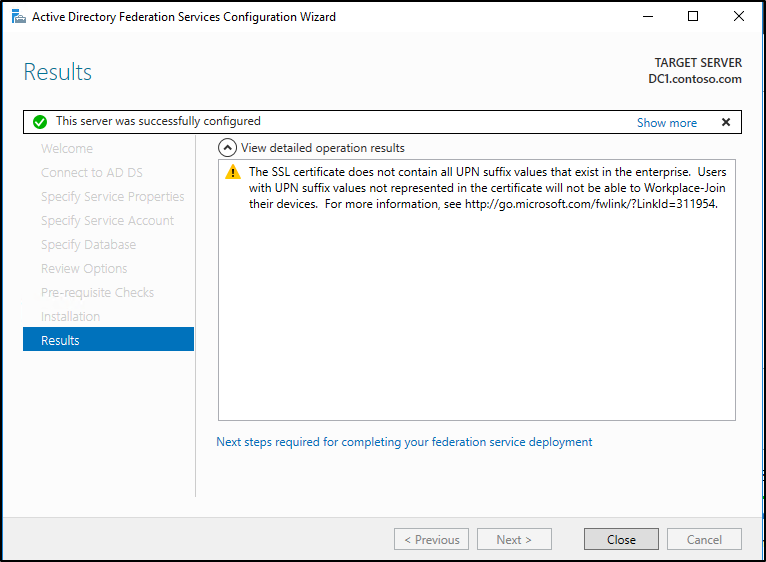 Active Directory Federation Services Configuration Wizard
Results
TARGET SERVER
DC1.contoso.com
This server was successfully configured
Show more
Welcome
Connect to AD DS
Specify Service Properties
Specify Service Account
Specify Database
Review Options
Pre-requisite Checks
Installation
Results
View detailed operation results
The SSL certificate does not contain all UPN suffix values that exist in the enterprise. Users
with UPN suffix values not represented in the certificate will not be able to Workplace-Join
their devices. For more information, see http://go.microsoft.com/fwlink/?LinkId=311954.
Next steps required for completing your federation service deployment
< Previous
Next >
Close
Cancel